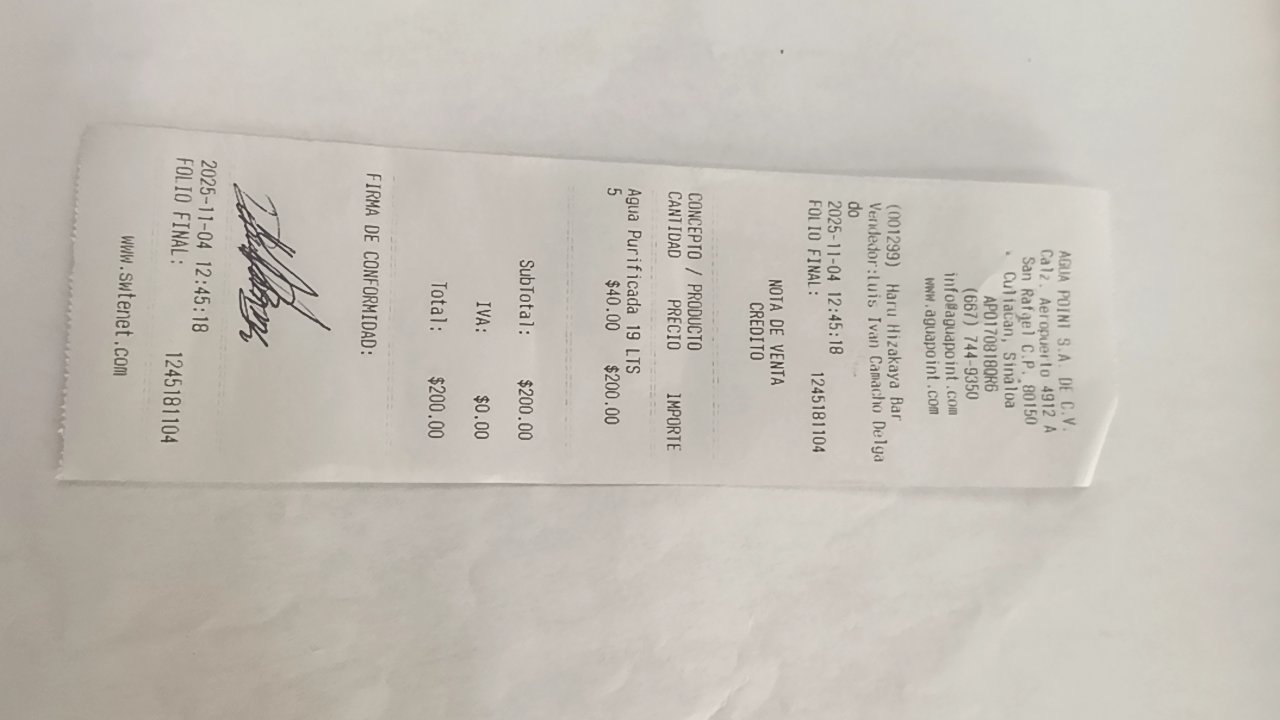 AGUA POINT S.A. DE C.V.
Calz. Aeropuerto 4912 A
San Rafael C.P. 80150
Culiacan, Sinaloa
APO170818QR6
(667) 744-9350
info@aguapoint.com
www.aguapoint.com
(001299) Haru Hizakaya Bar
Vendedor:Luis Ivan Camacho Delga
do
2025-11-04 12:45:18
FOLIO FINAL: 1245181104
NOTA DE VENTA
CREDITO
CONCEPTO / PRODUCTO
CANTIDAD PRECIO IMPORTE
Agua Purificada 19 LTS
5 $40.00 $200.00
SubTotal: $200.00
IVA: $0.00
Total: $200.00
FIRMA DE CONFORMIDAD:
2025-11-04 12:45:18
FOLIO FINAL: 1245181104
www.swtenet.com